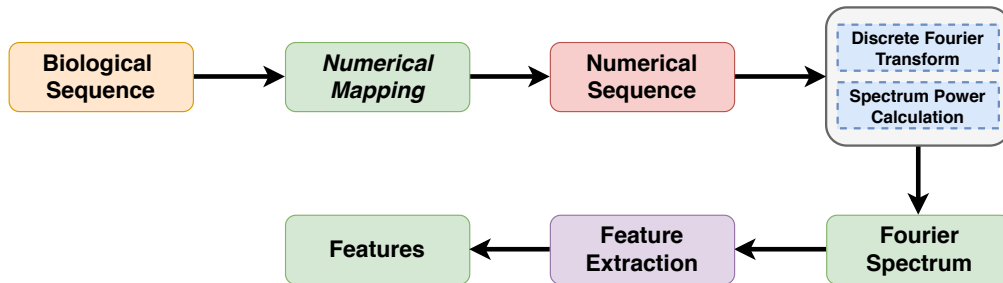 Biological
Sequence
Numerical
Mapping
Numerical
Sequence
Discrete Fourier
Transform
Spectrum Power
Calculation
Features
Feature
Extraction
Fourier
Spectrum